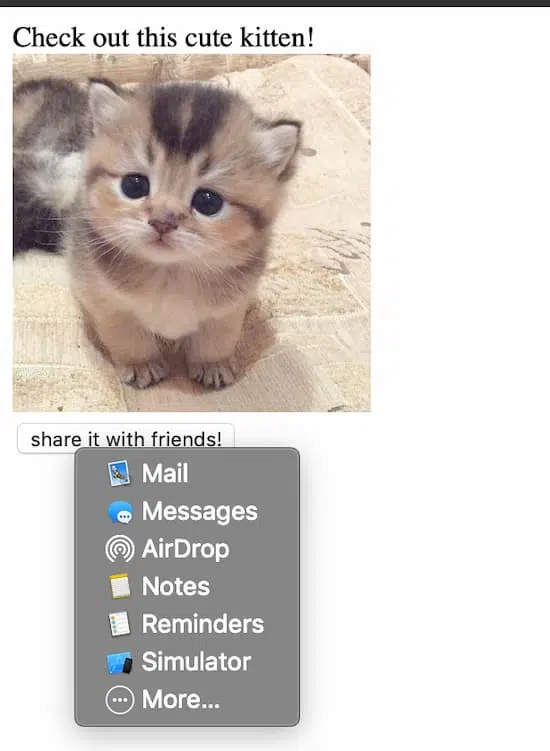 Check out this cute kitten!
share it with friends!
Mail
Messages
AirDrop
Notes
Reminders
Simulator
More...